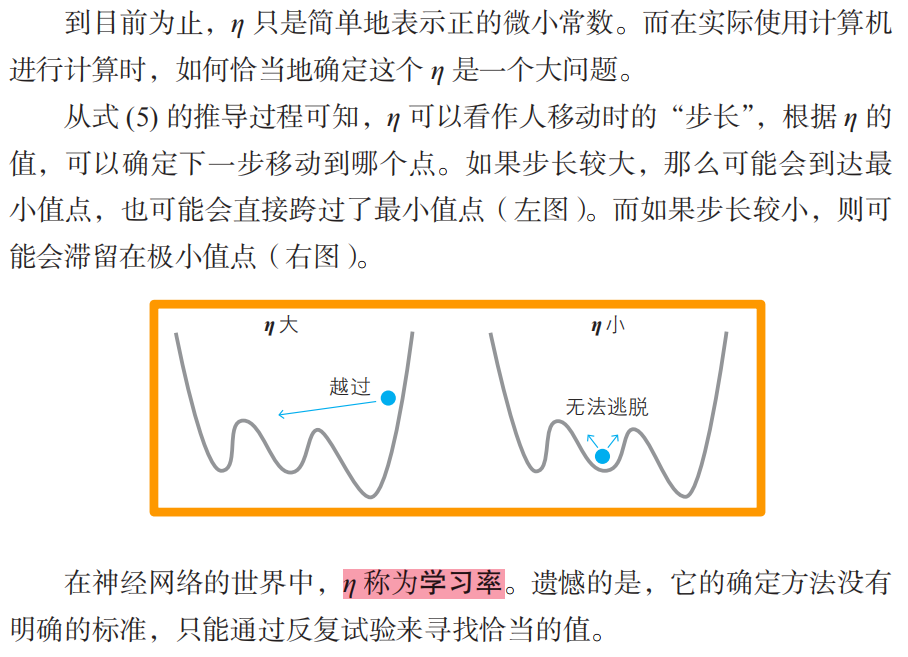 到目前为止，η 只是简单地表示正的微小常数。而在实际使用计算机
进行计算时，如何恰当地确定这个 η 是一个大问题。
从式 (5) 的推导过程可知，η 可以看作人移动时的“步长”，根据 η 的
值，可以确定下一步移动到哪个点。如果步长较大，那么可能会到达最
小值点，也可能会直接跨过了最小值点（左图）。而如果步长较小，则可
能会滞留在极小值点（右图）。
η 大
越过
η 小
无法逃脱
在神经网络的世界中，η 称为学习率。遗憾的是，它的确定方法没有
明确的标准，只能通过反复试验来寻找恰当的值。